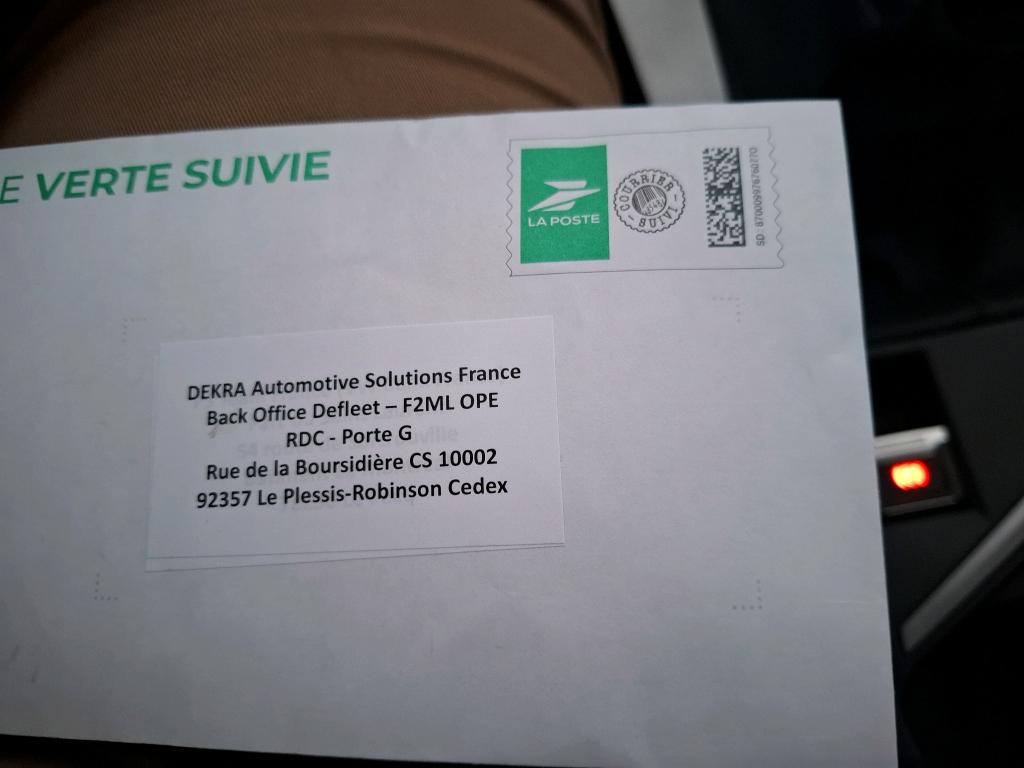 E VERTE SUIVIE
LA POSTE
COURRIER
SUIVI
DEKRA Automotive Solutions France
Back Office Defleet – F2ML OPE
RDC - Porte G
Rue de la Boursidière CS 10002
92357 Le Plessis-Robinson Cedex